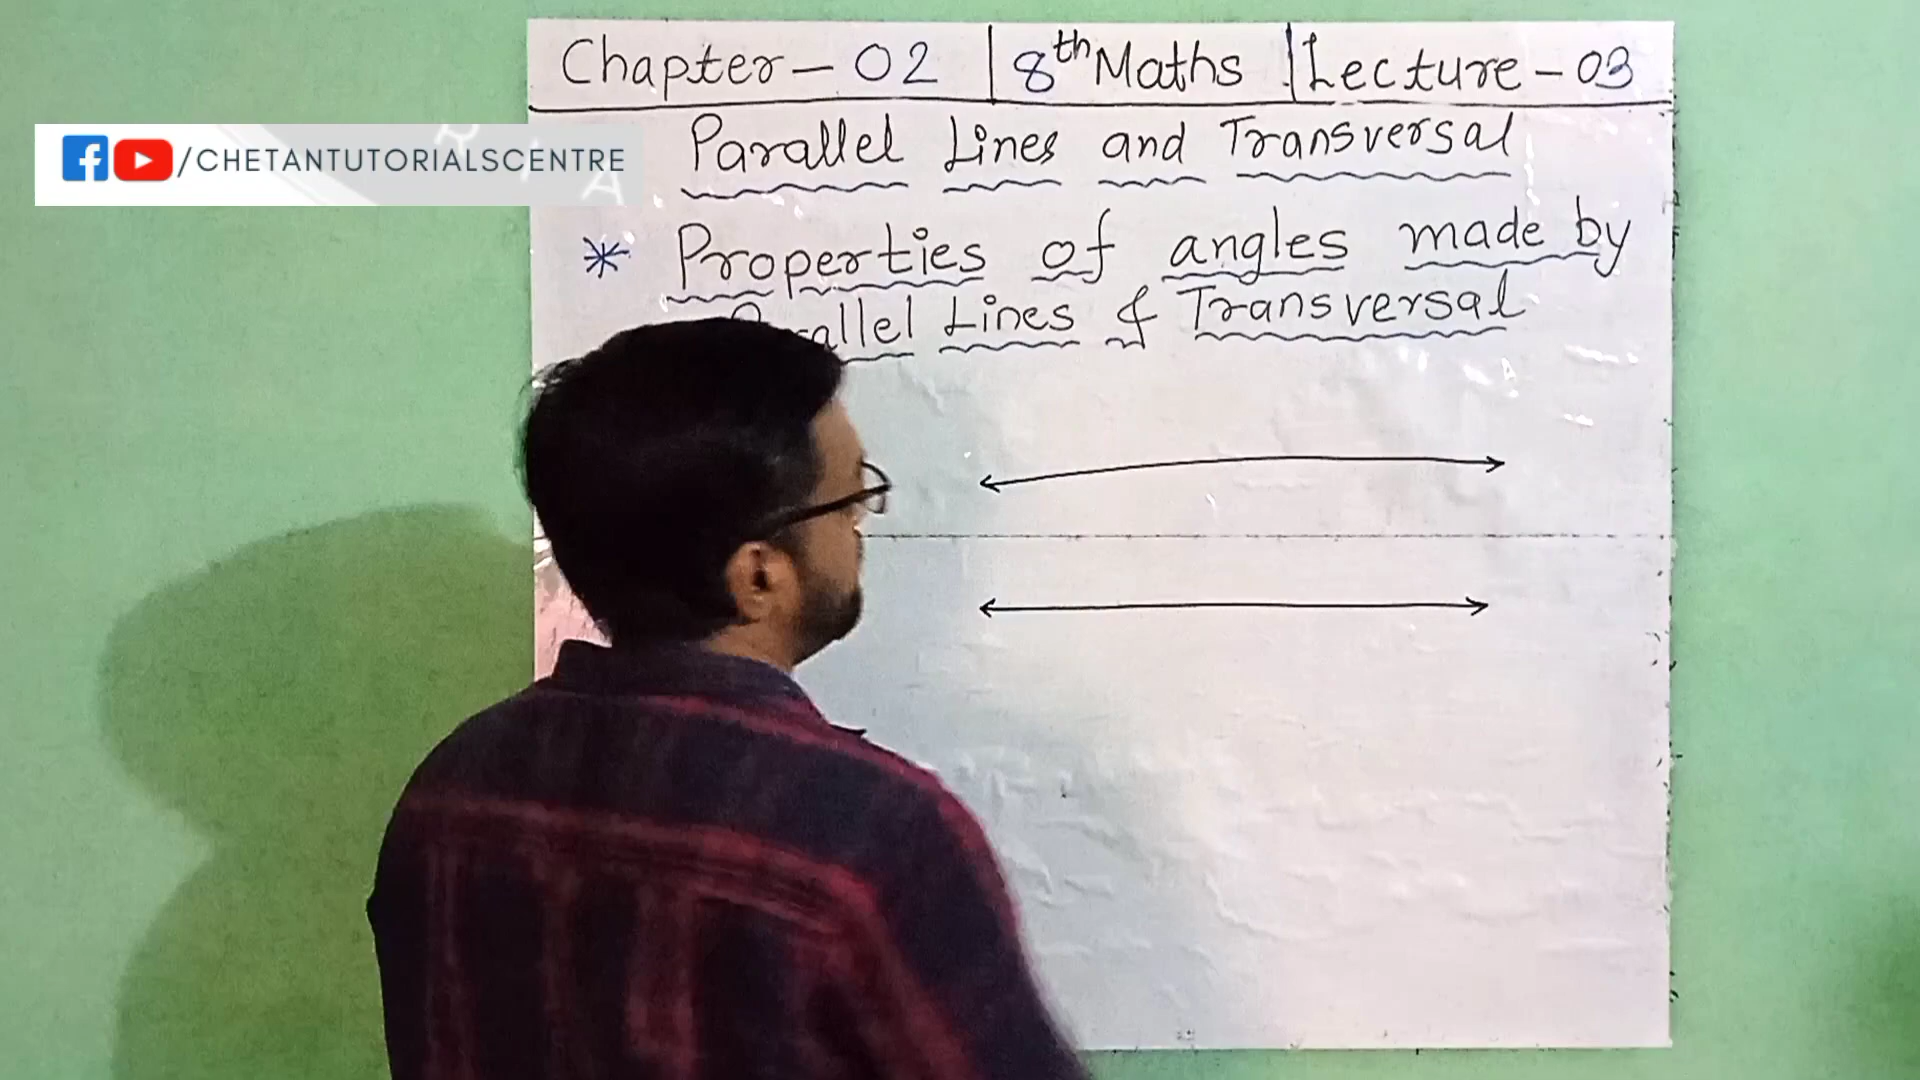 Chapter - 02 | 8th Maths | Lecture - 03
/CHETANTUTORIALSCENTRE
Parallel Lines and Transversal
* Properties of angles made by
Lines & Transversal